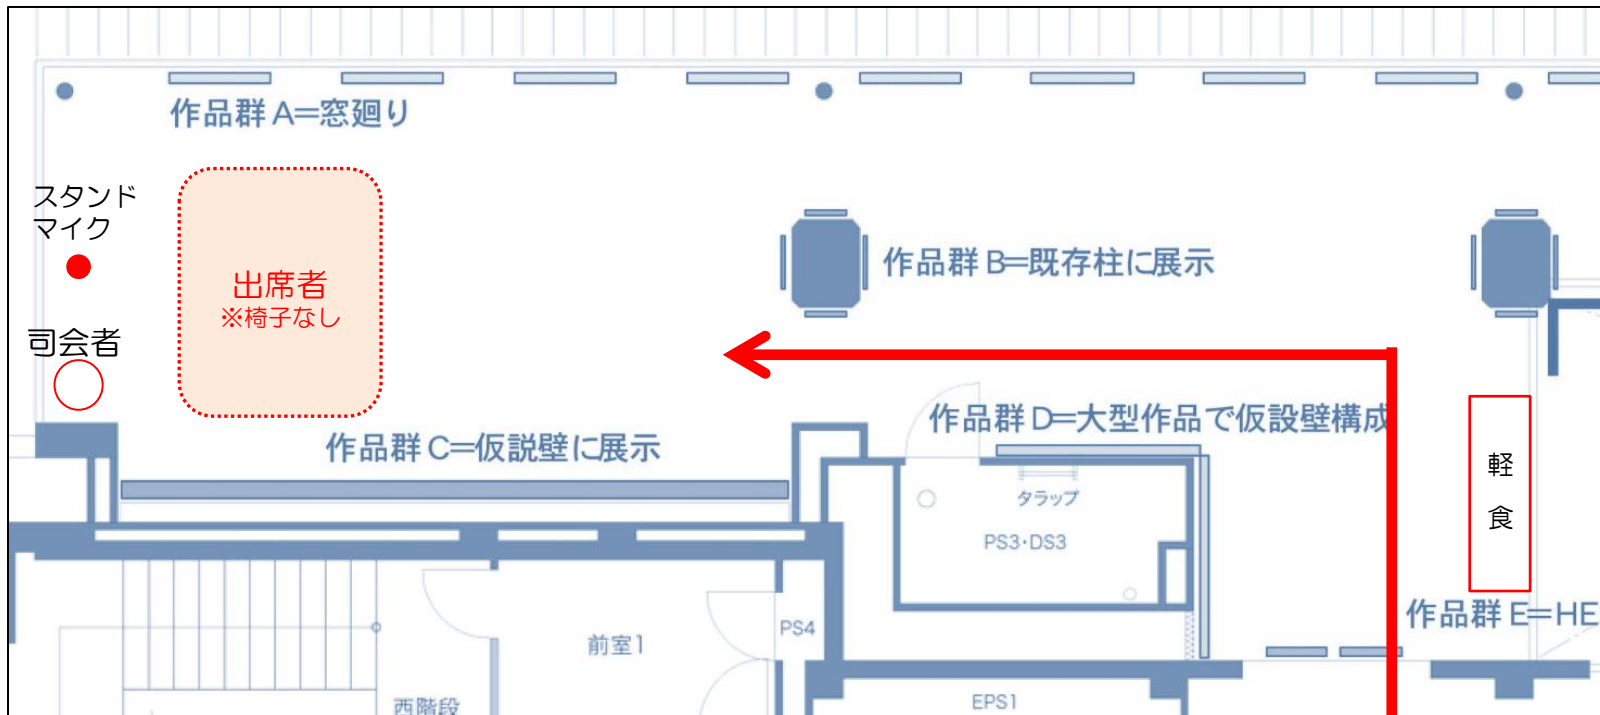 作品群 A=窓廻り
スタンド
マイク
出席者
※椅子なし
作品群 B=既存柱に展示
司会者
作品群 C=仮説壁に展示
作品群 D=大型作品で仮設壁構成
軽
食
タラップ
PS3･DS3
作品群 E=HE
PS4
前室1
西階段
EPS1